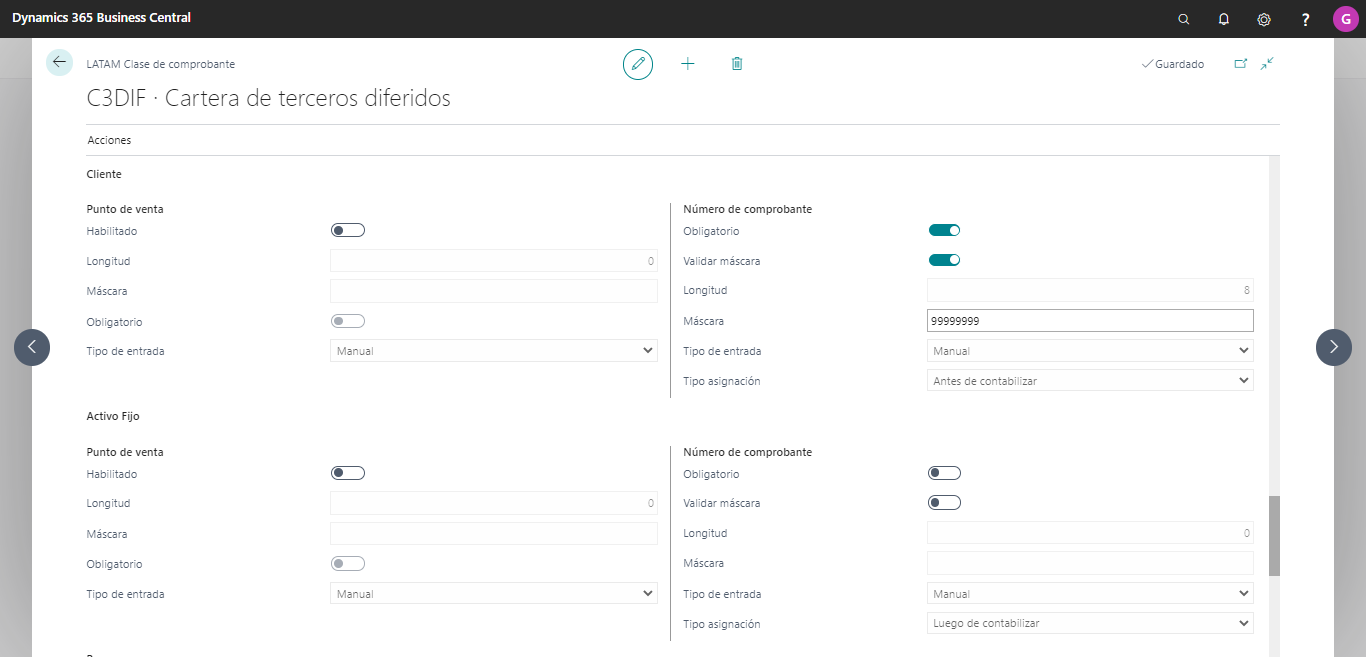 Dynamics 365 Business Central
? G
LATAM Clase de comprobante
Guardado
C3DIF · Cartera de terceros diferidos
Acciones
Cliente
Punto de venta
Habilitado
Longitud 0
Máscara
Obligatorio
Tipo de entrada Manual
Número de comprobante
Obligatorio
Validar máscara
Longitud 8
Máscara 99999999
Tipo de entrada Manual
Tipo asignación Antes de contabilizar
Activo Fijo
Punto de venta
Habilitado
Longitud 0
Máscara
Obligatorio
Tipo de entrada Manual
Número de comprobante
Obligatorio
Validar máscara
Longitud 0
Máscara
Tipo de entrada Manual
Tipo asignación Luego de contabilizar